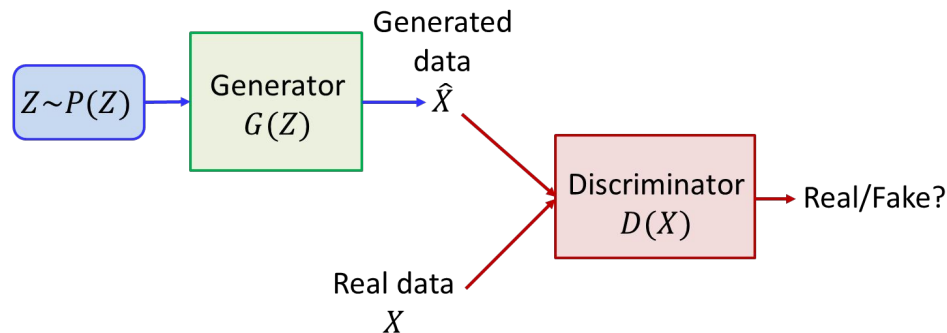 Z~P(Z)
Generator
G(Z)
Generated
data
X̂
Real data
X
Discriminator
D(X)
Real/Fake?